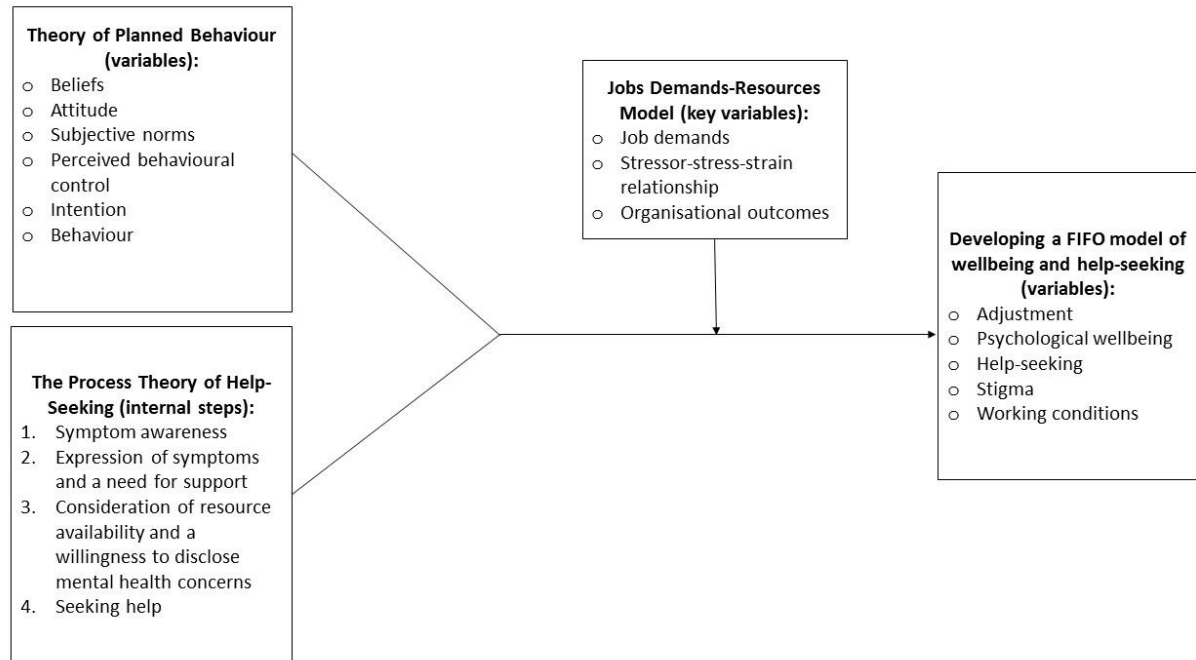 Theory of Planned Behaviour
(variables):
o Beliefs
o Attitude
o Subjective norms
o Perceived behavioural
control
o Intention
o Behaviour
The Process Theory of Help-
Seeking (internal steps):
1. Symptom awareness
2. Expression of symptoms
and a need for support
3. Consideration of resource
availability and a
willingness to disclose
mental health concerns
4. Seeking help
Jobs Demands-Resources
Model (key variables):
o Job demands
o Stressor-stress-strain
relationship
o Organisational outcomes
Developing a FIFO model of
wellbeing and help-seeking
(variables):
o Adjustment
o Psychological wellbeing
o Help-seeking
o Stigma
o Working conditions